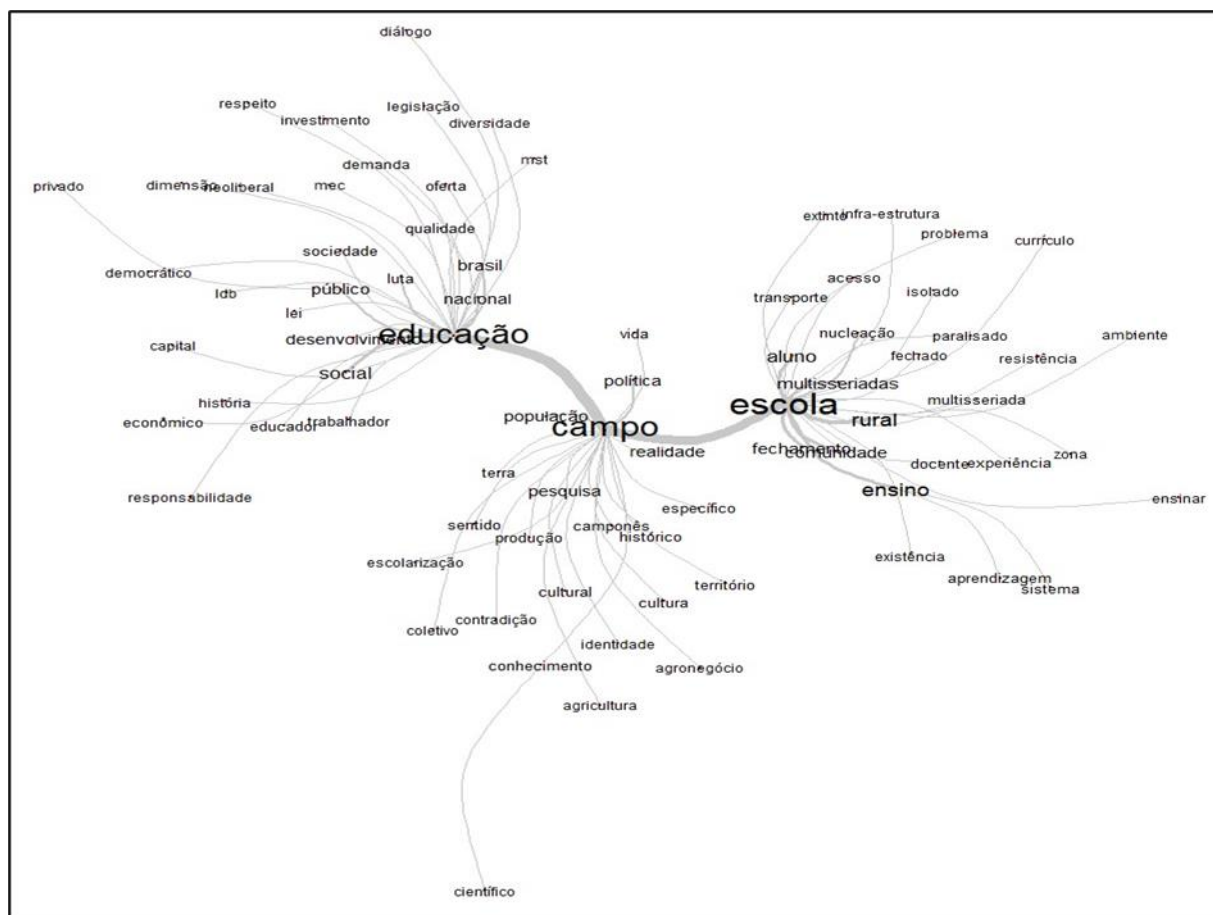 diálogo
respeito
legislação
investimento
diversidade
mst
demanda
privado
dimensão
neoliberal
mec
oferta
qualidade
sociedade
brasil
democrático
luta
ldb
público
nacional
lei
educação
desenvolvimento
capital
social
história
econômico
educador
trabalhador
responsabilidade
vida
política
população
campo
realidade
terra
pesquisa
específico
sentido
camponês
produção
histórico
escolarização
território
cultural
cultura
contradição
coletivo
identidade
conhecimento
agronegócio
agricultura
científico
extinto
infra-estrutura
problema
currículo
acesso
transporte
isolado
nucleação
paralisado
ambiente
aluno
fechado
resistência
multisseriadas
escola
multisseriada
rural
fechamento
comunidade
zona
docente
experiência
ensino
ensinar
existência
aprendizagem
sistema